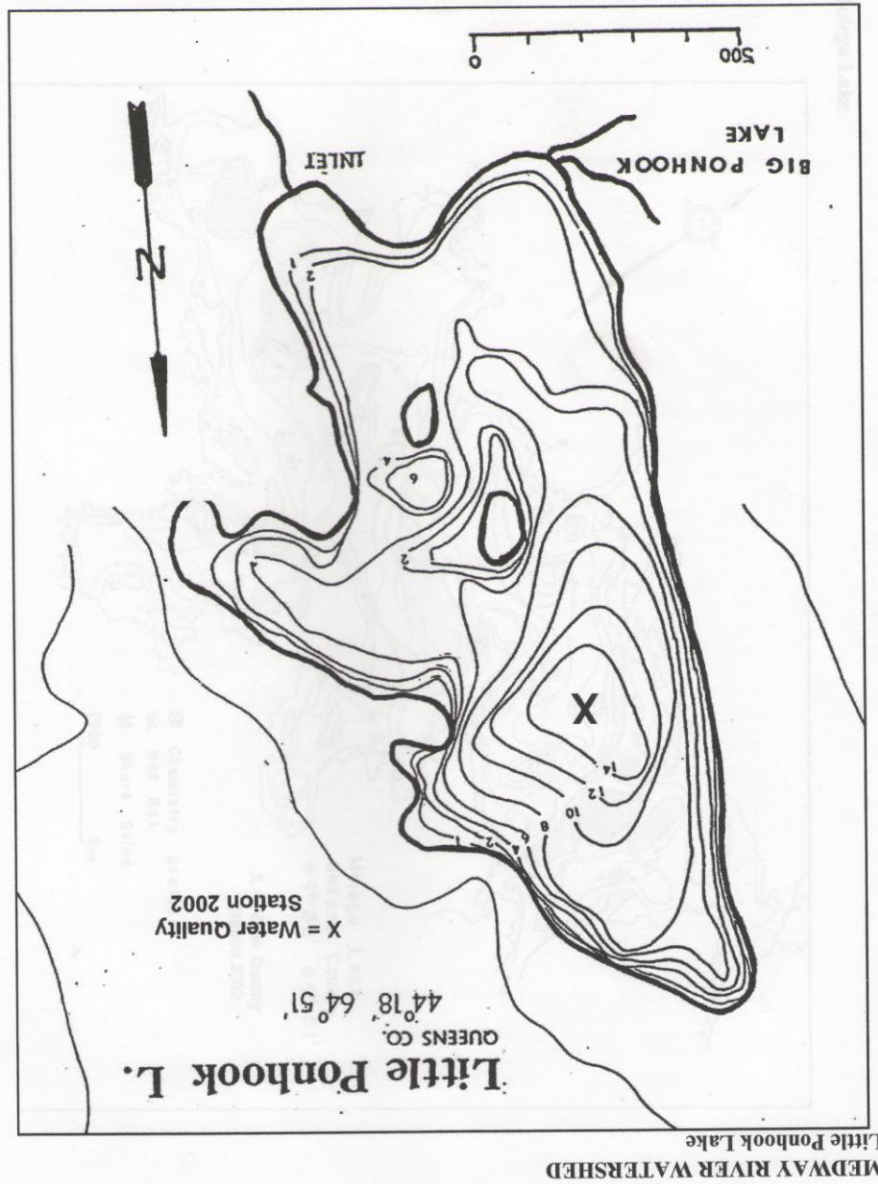 MEDWAY RIVER WATERSHED
Little Ponhook Lake
Little Ponhook L.
QUEENS CO.
44°18' 64°51'
X = Water Quality
Station 2002
1
2
4
6
8
10
12
14
X
2
6
4
2
1
N
BIG PONHOOK
LAKE
INLET
500 0